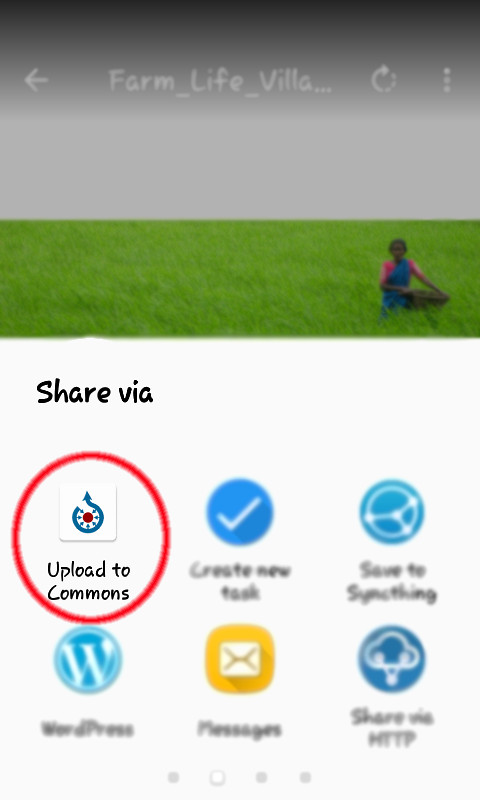 Farm_Life_Villa...
Share via
Upload to
Commons
Create new
task
Save to
Syncthing
WordPress
Messages
Share via
HTTP